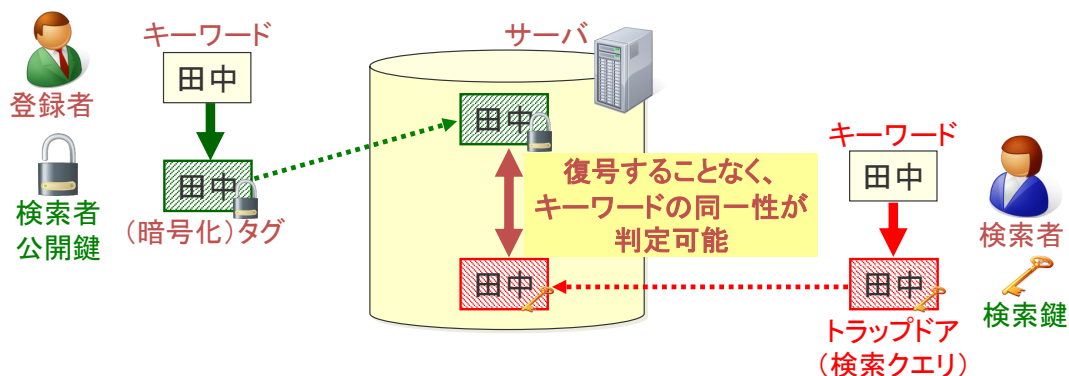 登録者
検索者
公開鍵
キーワード
田中
田中
(暗号化)タグ
サーバ
田中
復号することなく、
キーワードの同一性が
判定可能
田中
キーワード
田中
田中
トラップドア
(検索クエリ)
検索者
検索鍵